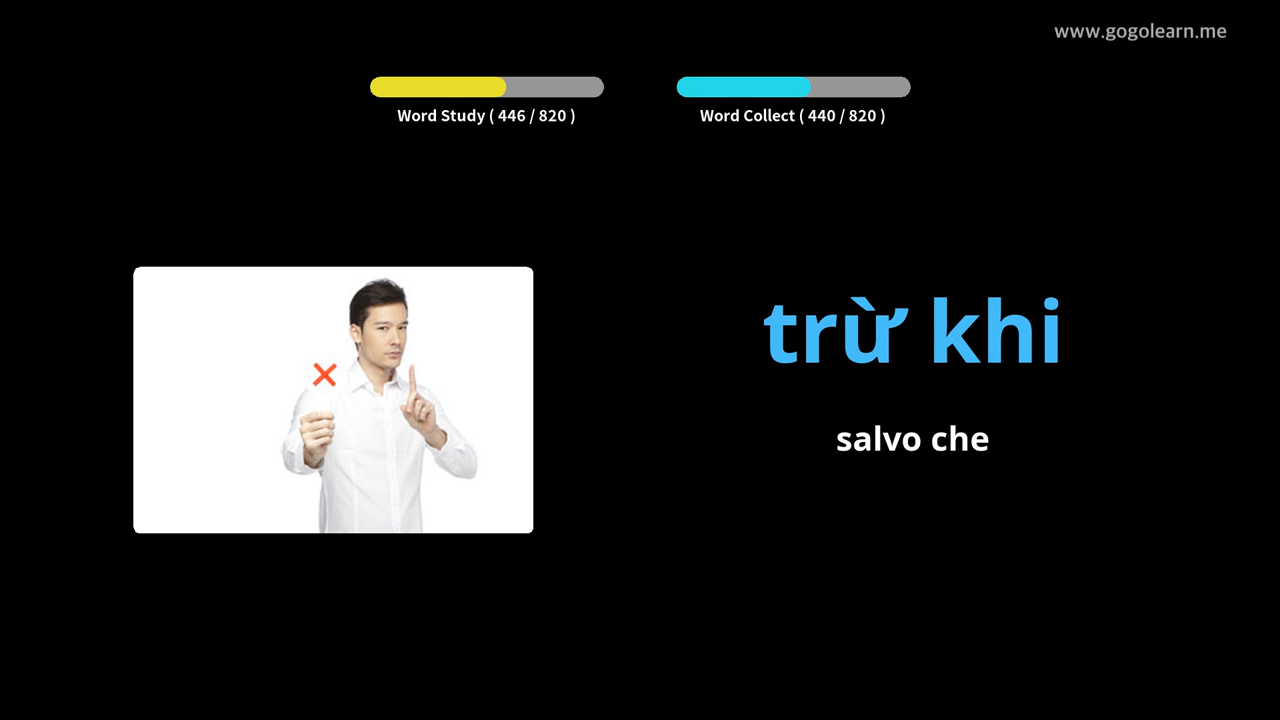 www.gogolearn.me
Word Study ( 446 / 820 )
Word Collect ( 440 / 820 )
trừ khi
salvo che